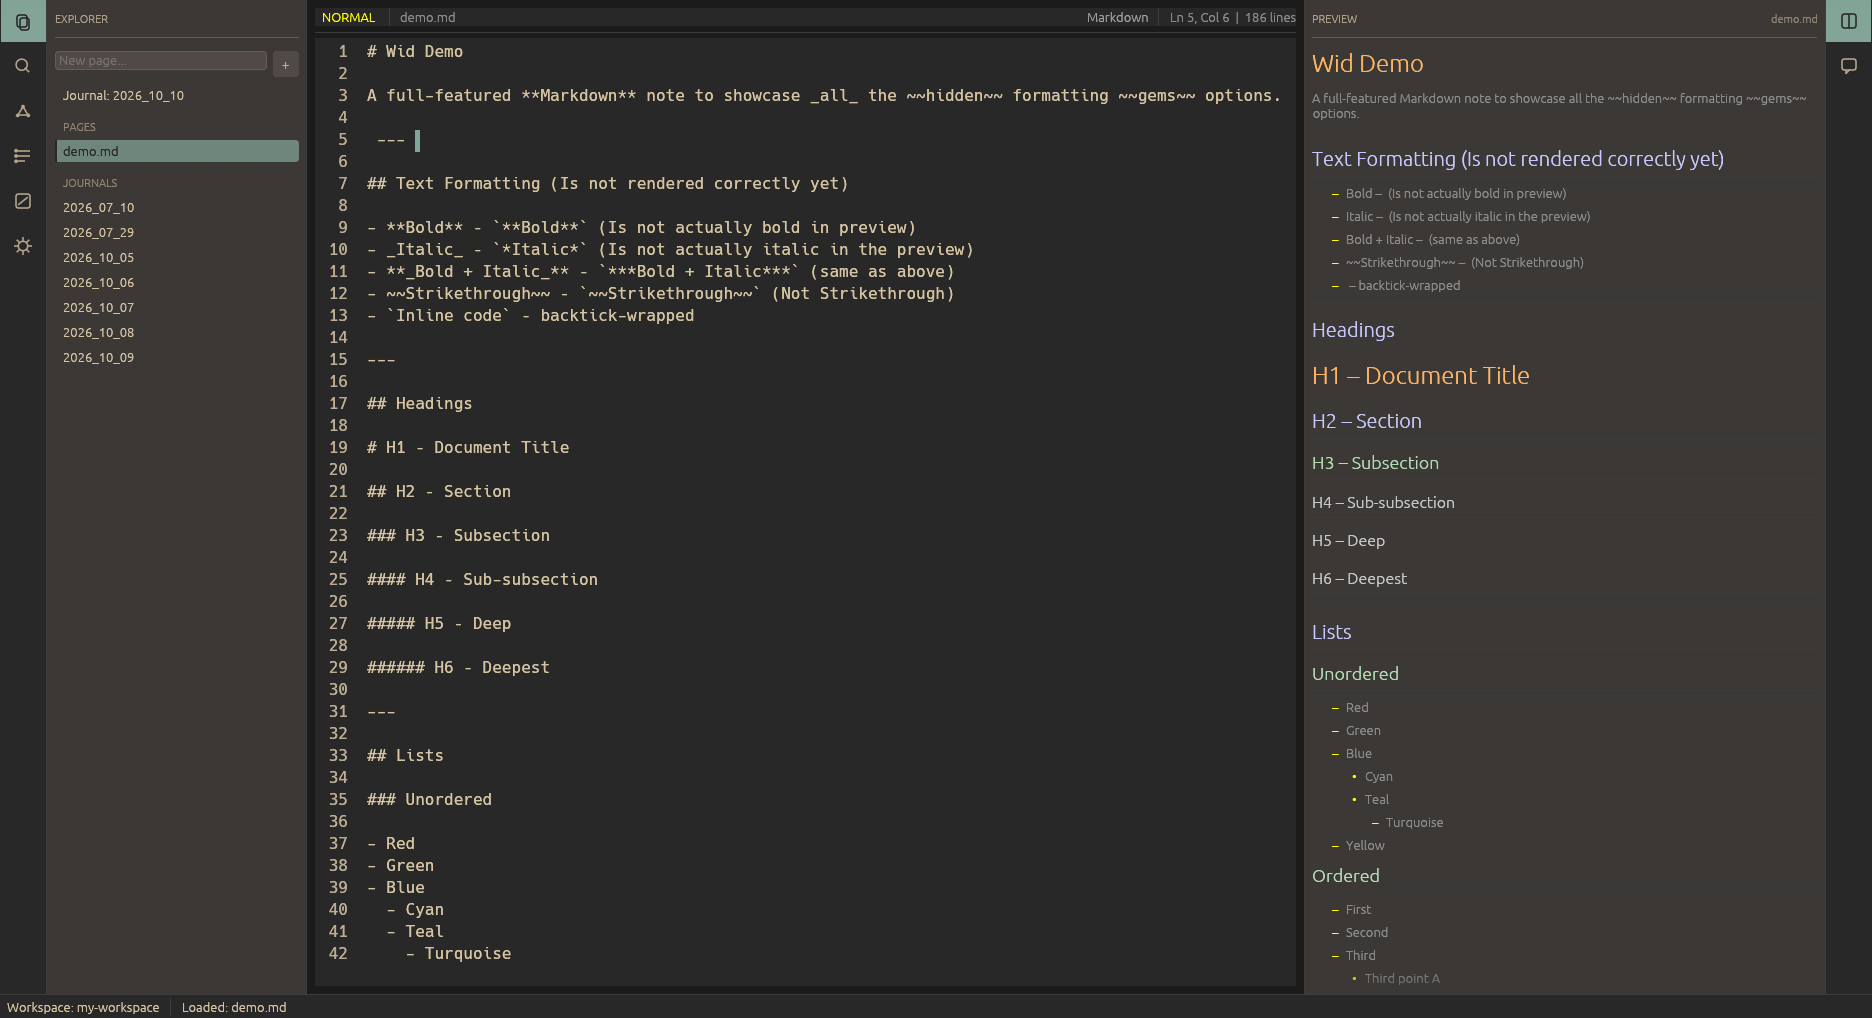 EXPLORER
New page...
+
Journal: 2026_10_10
PAGES
demo.md
JOURNALS
2026_07_10
2026_07_29
2026_10_05
2026_10_06
2026_10_07
2026_10_08
2026_10_09
NORMAL demo.md Markdown Ln 5, Col 6 | 186 lines
1 # Wid Demo
2
3 A full-featured **Markdown** note to showcase _all_ the ~~hidden~~ formatting ~~gems~~ options.
4
5 ---
6
7 ## Text Formatting (Is not rendered correctly yet)
8
9 - **Bold** - `**Bold**` (Is not actually bold in preview)
10 - _Italic_ - `*Italic*` (Is not actually italic in the preview)
11 - **_Bold + Italic_** - `***Bold + Italic***` (same as above)
12 - ~~Strikethrough~~ - `~~Strikethrough~~` (Not Strikethrough)
13 - `Inline code` - backtick-wrapped
14
15 ---
16
17 ## Headings
18
19 # H1 - Document Title
20
21 ## H2 - Section
22
23 ### H3 - Subsection
24
25 #### H4 - Sub-subsection
26
27 ##### H5 - Deep
28
29 ###### H6 - Deepest
30
31 ---
32
33 ## Lists
34
35 ### Unordered
36
37 - Red
38 - Green
39 - Blue
40 - Cyan
41 - Teal
42 - Turquoise
PREVIEW demo.md
Wid Demo
A full-featured Markdown note to showcase all the ~~hidden~~ formatting ~~gems~~
options.
Text Formatting (Is not rendered correctly yet)
– Bold – (Is not actually bold in preview)
– Italic – (Is not actually italic in the preview)
– Bold + Italic – (same as above)
– ~~Strikethrough~~ – (Not Strikethrough)
– – backtick-wrapped
Headings
H1 – Document Title
H2 – Section
H3 – Subsection
H4 – Sub-subsection
H5 – Deep
H6 – Deepest
Lists
Unordered
– Red
– Green
– Blue
• Cyan
• Teal
– Turquoise
– Yellow
Ordered
– First
– Second
– Third
• Third point A
Workspace: my-workspace Loaded: demo.md